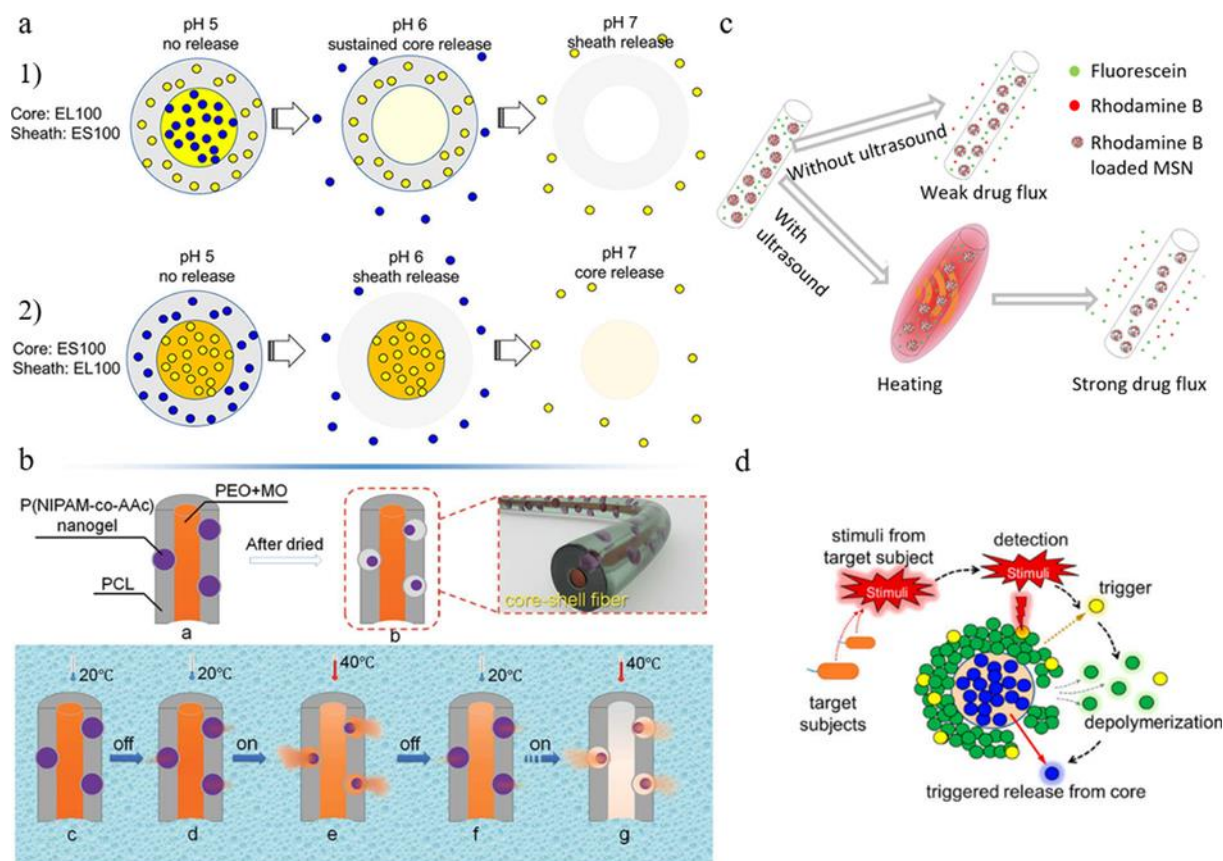 a
1)
Core: EL100
Sheath: ES100
pH 5
no release
pH 6
sustained core release
pH 7
sheath release
2)
Core: ES100
Sheath: EL100
pH 5
no release
pH 6
sheath release
pH 7
core release
c
Without ultrasound
With
ultrasound
Weak drug flux
Heating
Strong drug flux
Fluorescein
Rhodamine B
Rhodamine B
loaded MSN
b
P(NIPAM-co-AAc)
nanogel
PCL
PEO+MO
a
After dried
b
core-shell fiber
20℃
20℃
40℃
20℃
40℃
off
on
off
on
c
d
e
f
g
d
stimuli from
target subject
Stimuli
detection
Stimuli
trigger
target
subjects
depolymerization
triggered release from core